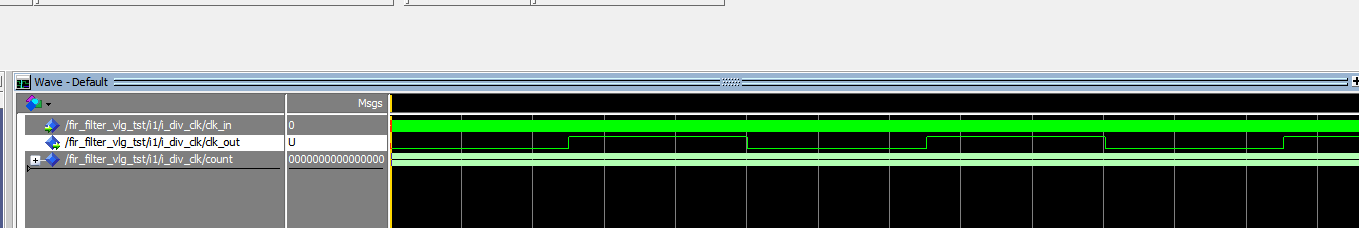 Wave - Default
Msgs
/fir_filter_vlg_tst/i1/i_div_clk/clk_in 0
/fir_filter_vlg_tst/i1/i_div_clk/clk_out U
/fir_filter_vlg_tst/i1/i_div_clk/count 0000000000000000